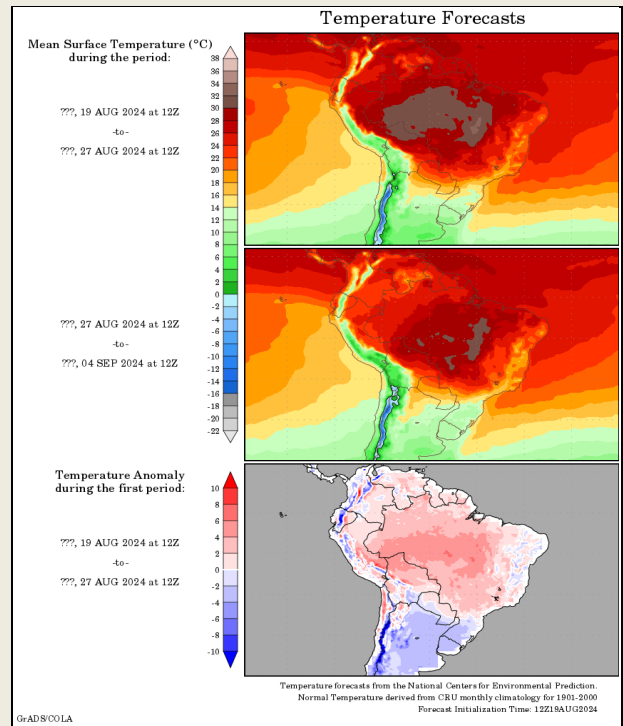 Temperature Forecasts
Mean Surface Temperature (°C)
during the period:
38
36
34
32
30
28
26
24
22
20
18
16
14
12
10
8
6
4
2
0
-2
-4
-6
-8
-10
-12
-14
-16
-17
-18
-20
-22
???, 19 AUG 2024 at 12Z
-to-
???, 27 AUG 2024 at 12Z
???, 27 AUG 2024 at 12Z
-to-
???, 04 SEP 2024 at 12Z
Temperature Anomaly
during the first period:
10
8
6
4
2
0
-2
-4
-6
-8
-10
???, 19 AUG 2024 at 12Z
-to-
???, 27 AUG 2024 at 12Z
Temperature forecasts from the National Centers for Environmental Prediction.
Normal Temperature derived from CRU monthly climatology for 1901-2000
Forecast Initialization Time: 12Z19AUG2024
GrADS/COLA